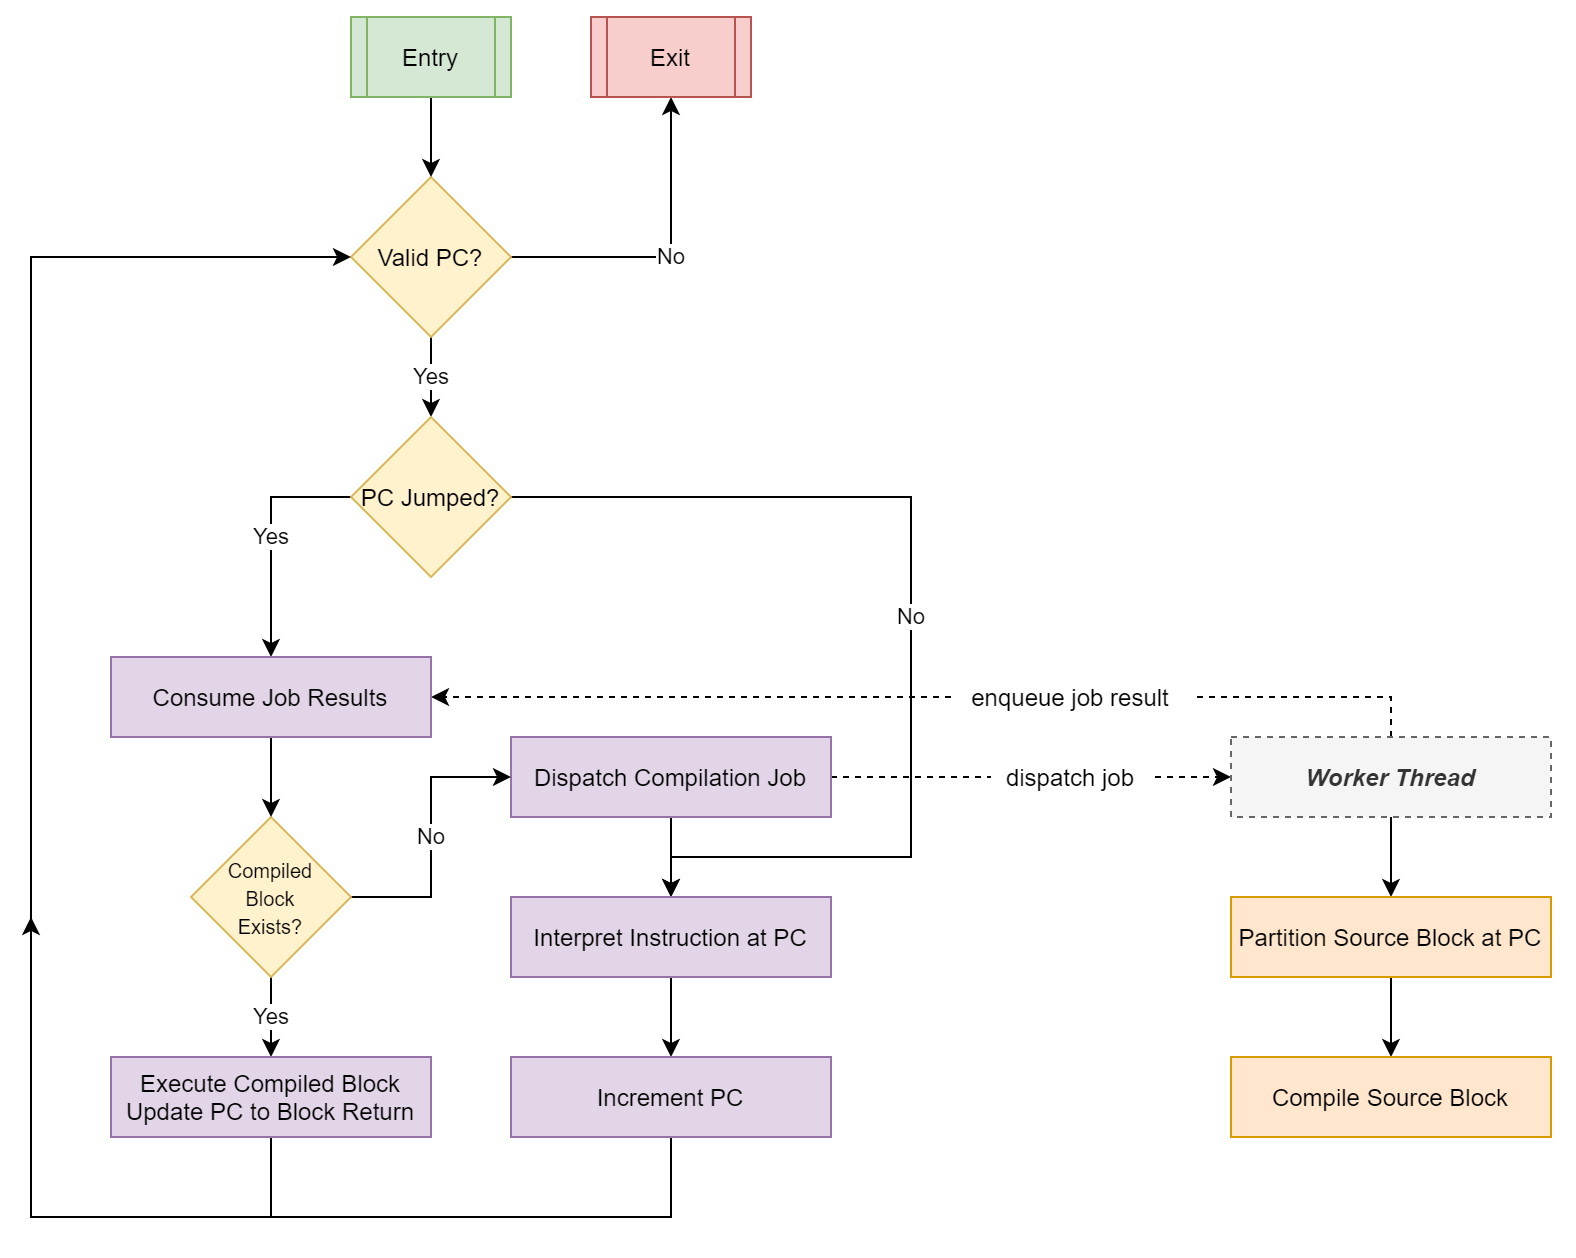 Entry
Exit
Valid PC?
No
Yes
PC Jumped?
Yes
No
Consume Job Results
enqueue job result
Dispatch Compilation Job
dispatch job
Worker Thread
No
Compiled
Block
Exists?
Interpret Instruction at PC
Partition Source Block at PC
Yes
Execute Compiled Block
Update PC to Block Return
Increment PC
Compile Source Block